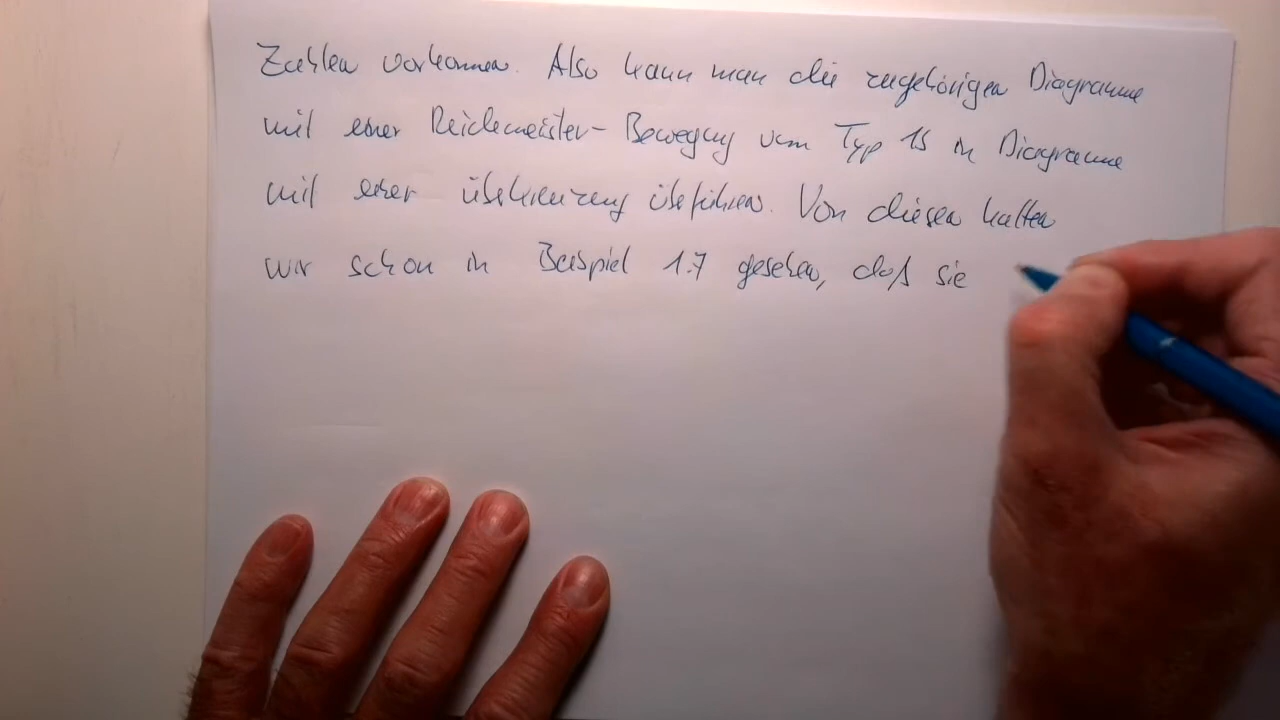 Zahlen vorkommen. Also kann man die zugehörigen Diagramme
mit einer Reidemeister-Bewegung vom Typ 1S in Diagramme
mit einer Überkreuzung überführen. Von diesen hatten
wir schon in Beispiel 1.7 gesehen, daß sie